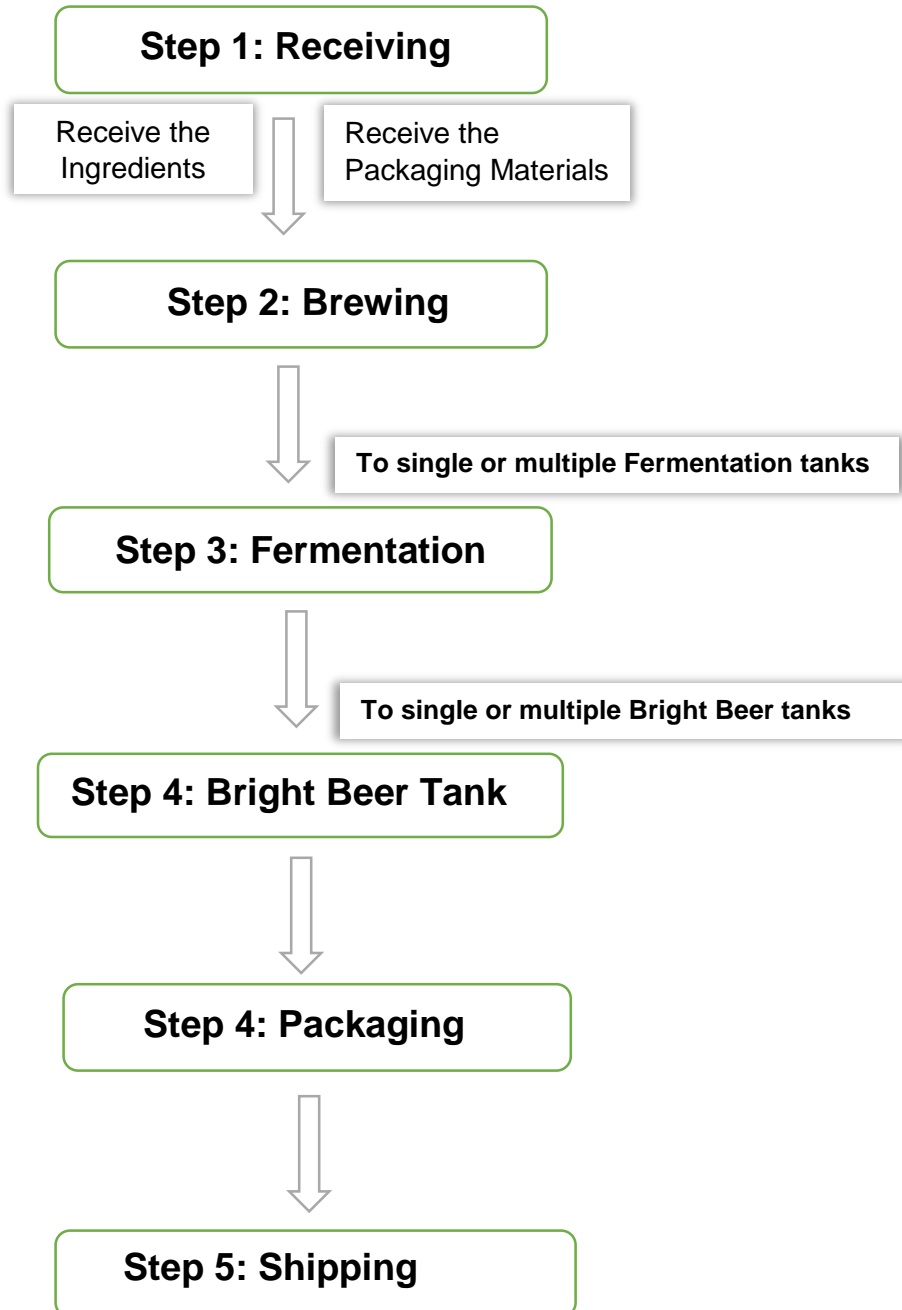 Step 1: Receiving
Receive the
Ingredients
Receive the
Packaging Materials
Step 2: Brewing
To single or multiple Fermentation tanks
Step 3: Fermentation
To single or multiple Bright Beer tanks
Step 4: Bright Beer Tank
Step 4: Packaging
Step 5: Shipping